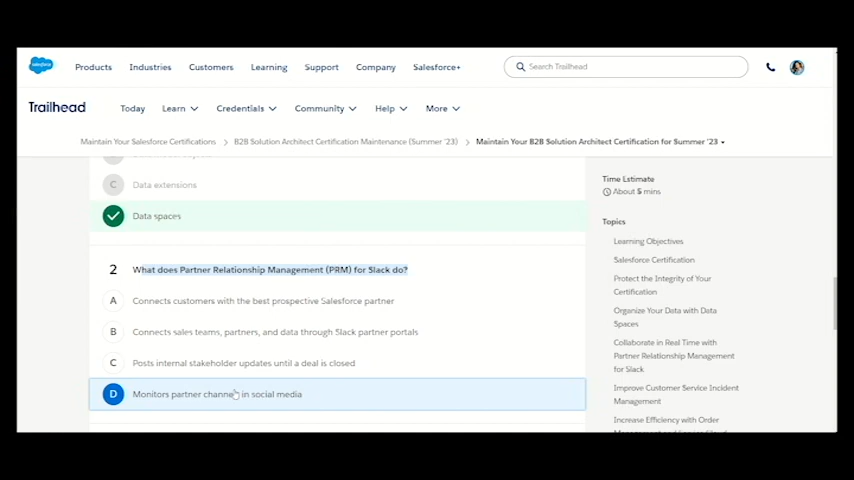 salesforce
Products Industries Customers Learning Support Company Salesforce+ Search Trailhead
Trailhead Today Learn Credentials Community Help More
Maintain Your Salesforce Certifications > B2B Solution Architect Certification Maintenance (Summer '23) > Maintain Your B2B Solution Architect Certification for Summer '23
C Data extensions
Data spaces
2 What does Partner Relationship Management (PRM) for Slack do?
A Connects customers with the best prospective Salesforce partner
B Connects sales teams, partners, and data through Slack partner portals
C Posts internal stakeholder updates until a deal is closed
D Monitors partner channe in social media
Time Estimate
About 5 mins
Topics
Learning Objectives
Salesforce Certification
Protect the Integrity of Your
Certification
Organize Your Data with Data
Spaces
Collaborate in Real Time with
Partner Relationship Management
for Slack
Improve Customer Service Incident
Management
Increase Efficiency with Order